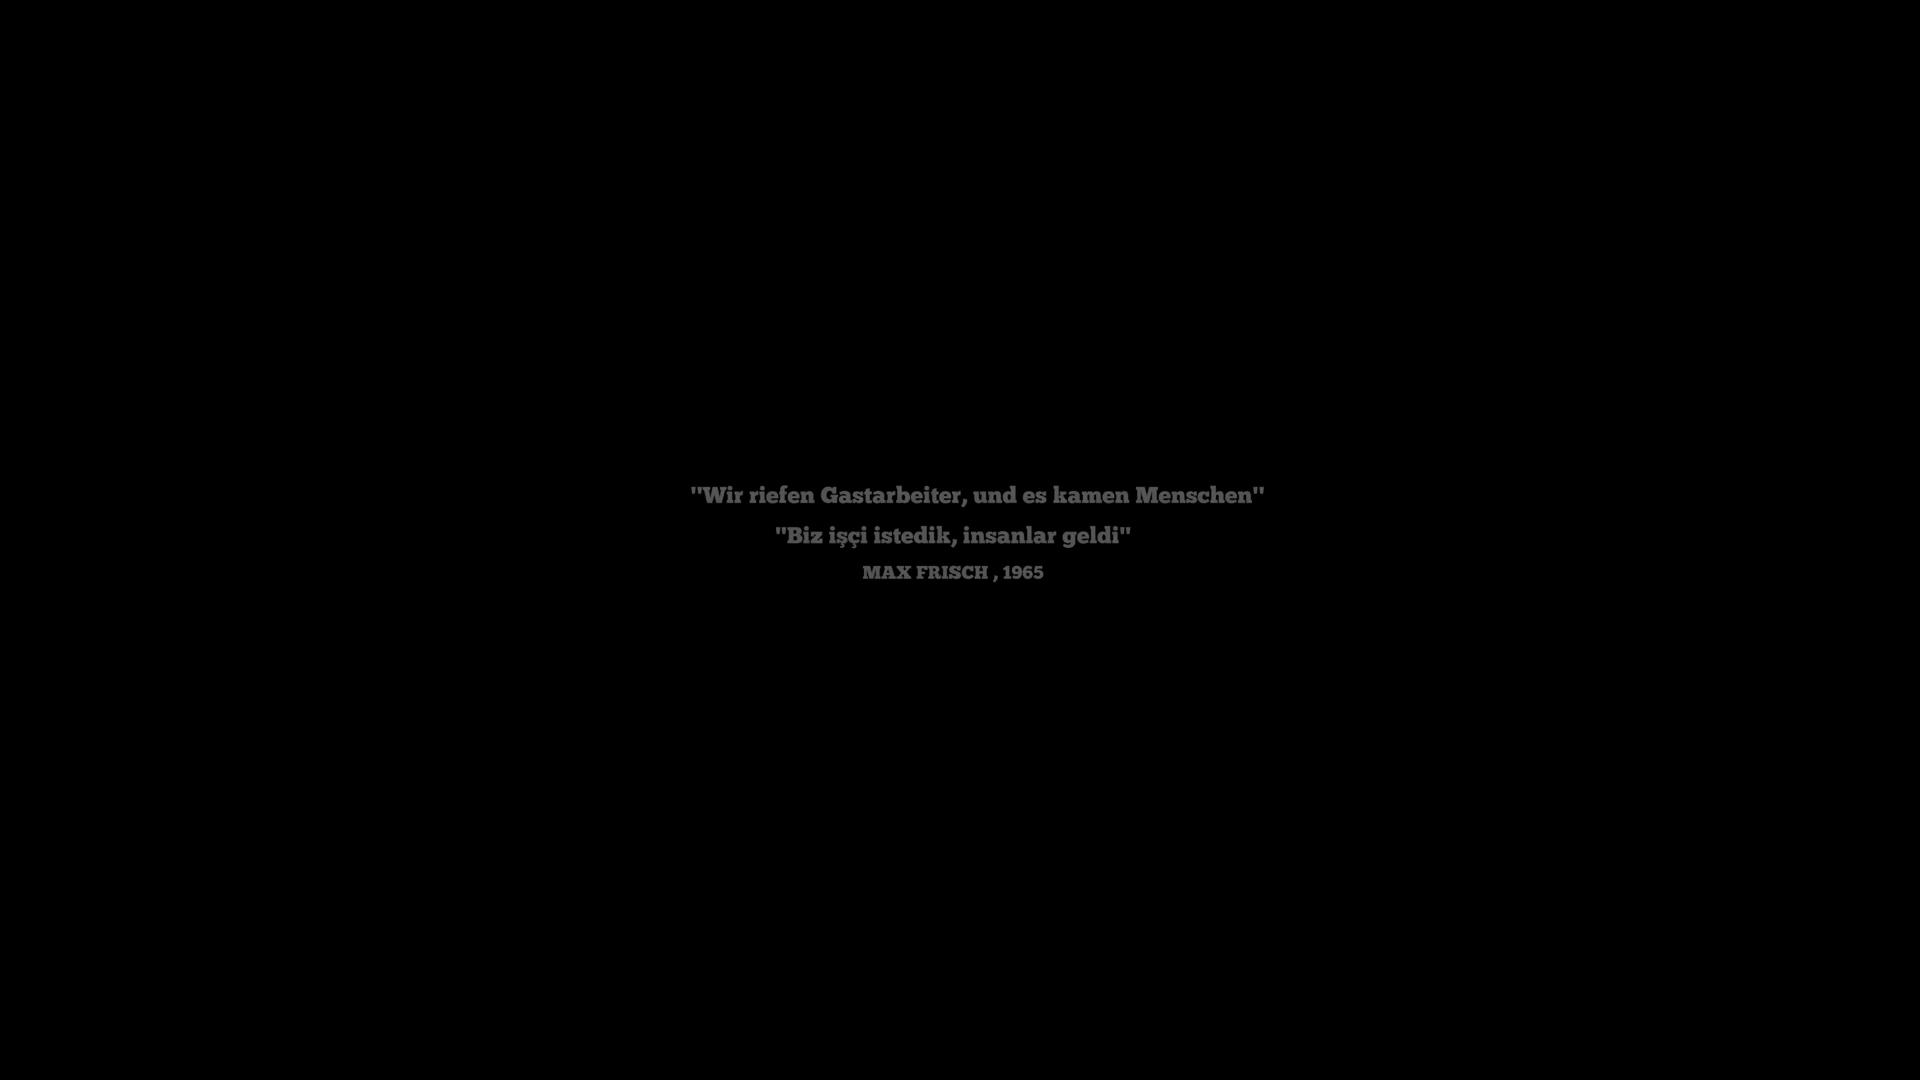 "Wir riefen Gastarbeiter, und es kamen Menschen"
"Biz işçi istedik, insanlar geldi"
MAX FRISCH , 1965